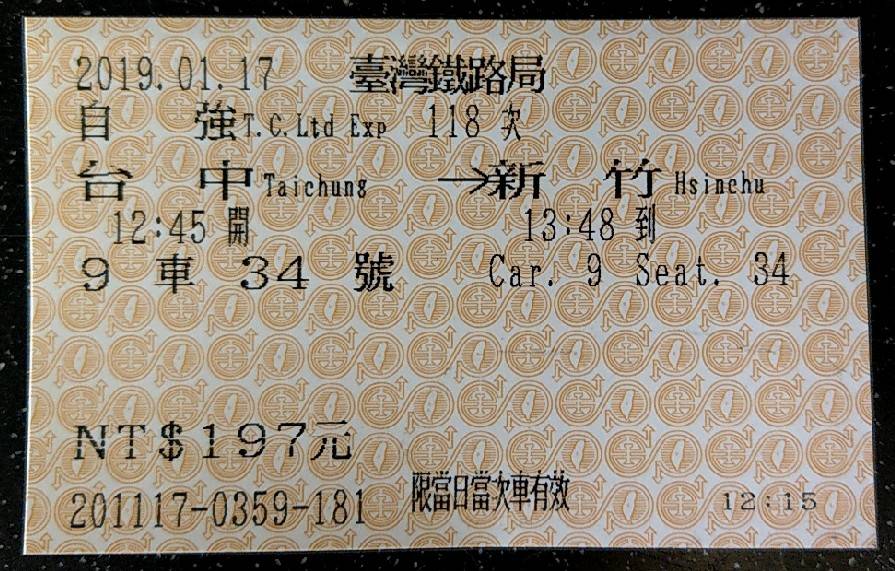 2019.01.17 臺灣鐵路局
自 強 T.C.Ltd Exp 118 次
台 中 Taichung →新 竹 Hsinchu
12:45 開 13:48 到
9 車 34 號 Car. 9 Seat. 34
NT$197元
201117-0359-181 限當日當次車有效 12:15